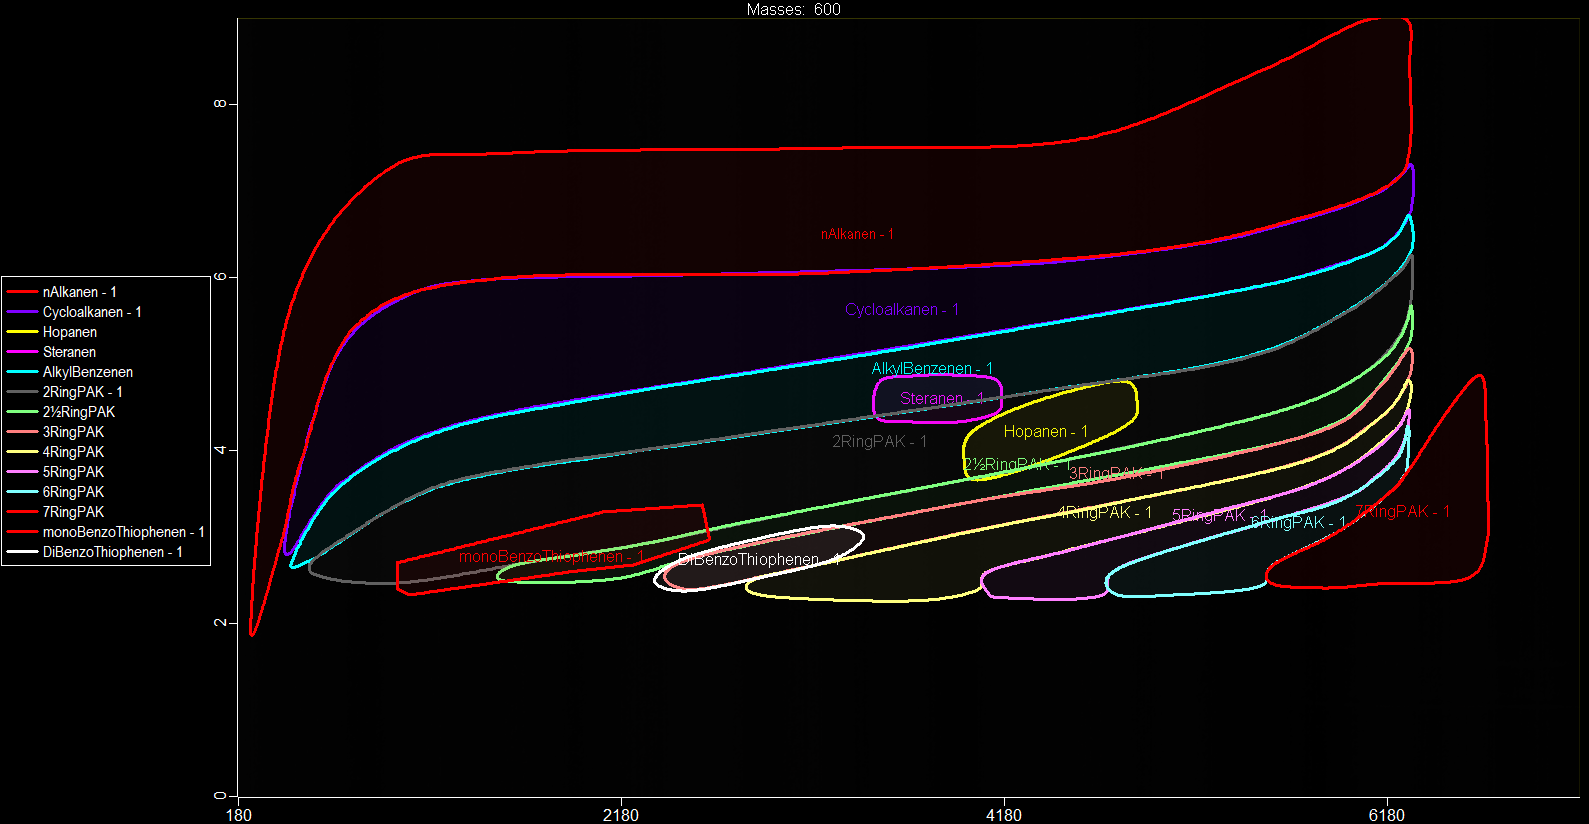 Masses: 600
8
6
4
2
0
180
2180
4180
6180
nAlkanen - 1
Cycloalkanen - 1
Hopanen
Steranen
AlkylBenzenen
2RingPAK - 1
2½RingPAK
3RingPAK
4RingPAK
5RingPAK
6RingPAK
7RingPAK
monoBenzoThiophenen - 1
DiBenzoThiophenen - 1
nAlkanen - 1
Cycloalkanen - 1
AlkylBenzenen - 1
Steranen - 1
Hopanen - 1
2RingPAK - 1
2½RingPAK - 1
3RingPAK - 1
4RingPAK - 1
5RingPAK - 1
6RingPAK - 1
7RingPAK - 1
monoBenzoThiophenen - 1
DiBenzoThiophenen - 1